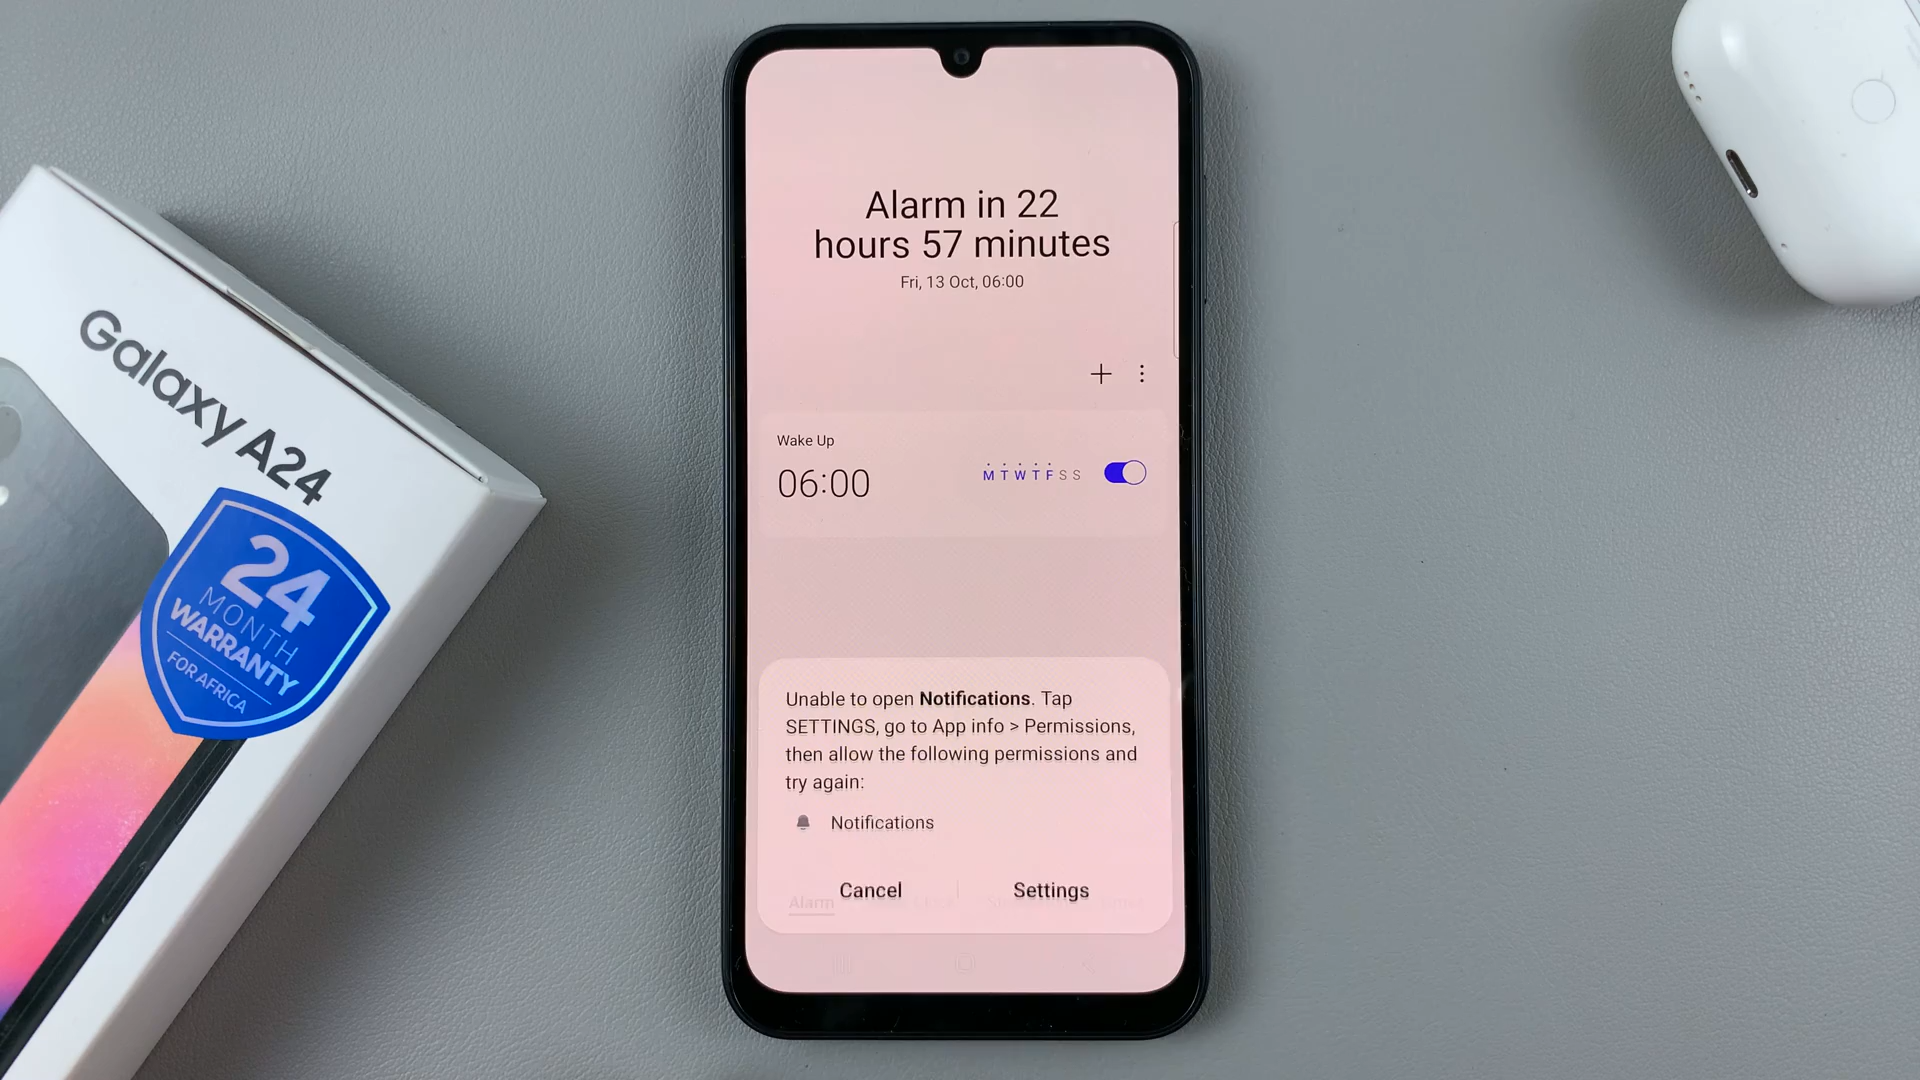 Galaxy A24
24
MONTH
WARRANTY
FOR AFRICA
Alarm in 22
hours 57 minutes
Fri, 13 Oct, 06:00
Wake Up
06:00
M T W T F S S
Unable to open Notifications. Tap
SETTINGS, go to App info > Permissions,
then allow the following permissions and
try again:
Notifications
Cancel
Settings
Alarm